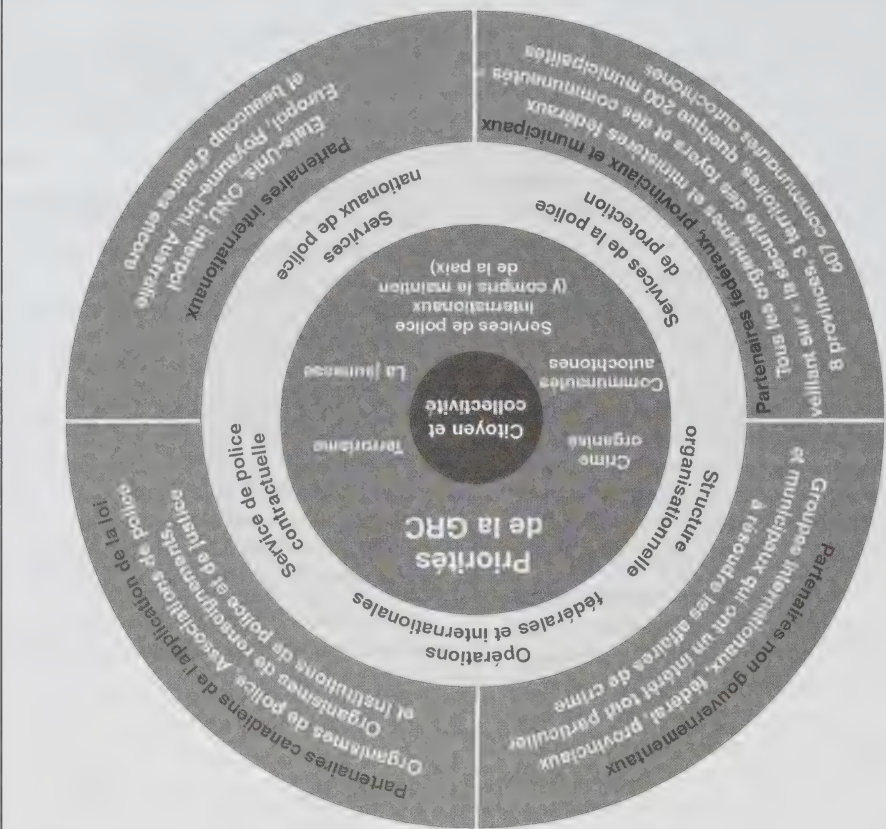 Partenaires non gouvernementaux
Groupe internationaux, fédéral provinciaux
et municipaux qui ont un intérêt tout particulier
à résoudre les affaires de crime
Partenaires canadiens de l'application de la loi
Organismes de police, Associations de police
Organismes de renseignements,
et institutions de police et de justice
Opérations
fédérales et internationales
Structure
organisationnelle
Service de police
contractuelle
Priorités
de la GRC
Crime
organisé
Terrorisme
Citoyen et
collectivité
Communautés
autochtones
La jeunesse
Services de police
internationaux
(y compris le maintien
de la paix)
Services de la police
de protection
Services
nationaux de police
Partenaires fédéraux, provinciaux et municipaux
Tous les organismes et ministères fédéraux
veillant sur « la sécurité des foyers et des communautés »
8 provinces, 3 territoires, quelque 200 municipalités
607 communautés autochtones
Partenaires internationaux
États-Unis, ONU, Interpol
Europol, Royaume-Uni, Australie
et beaucoup d'autres encore